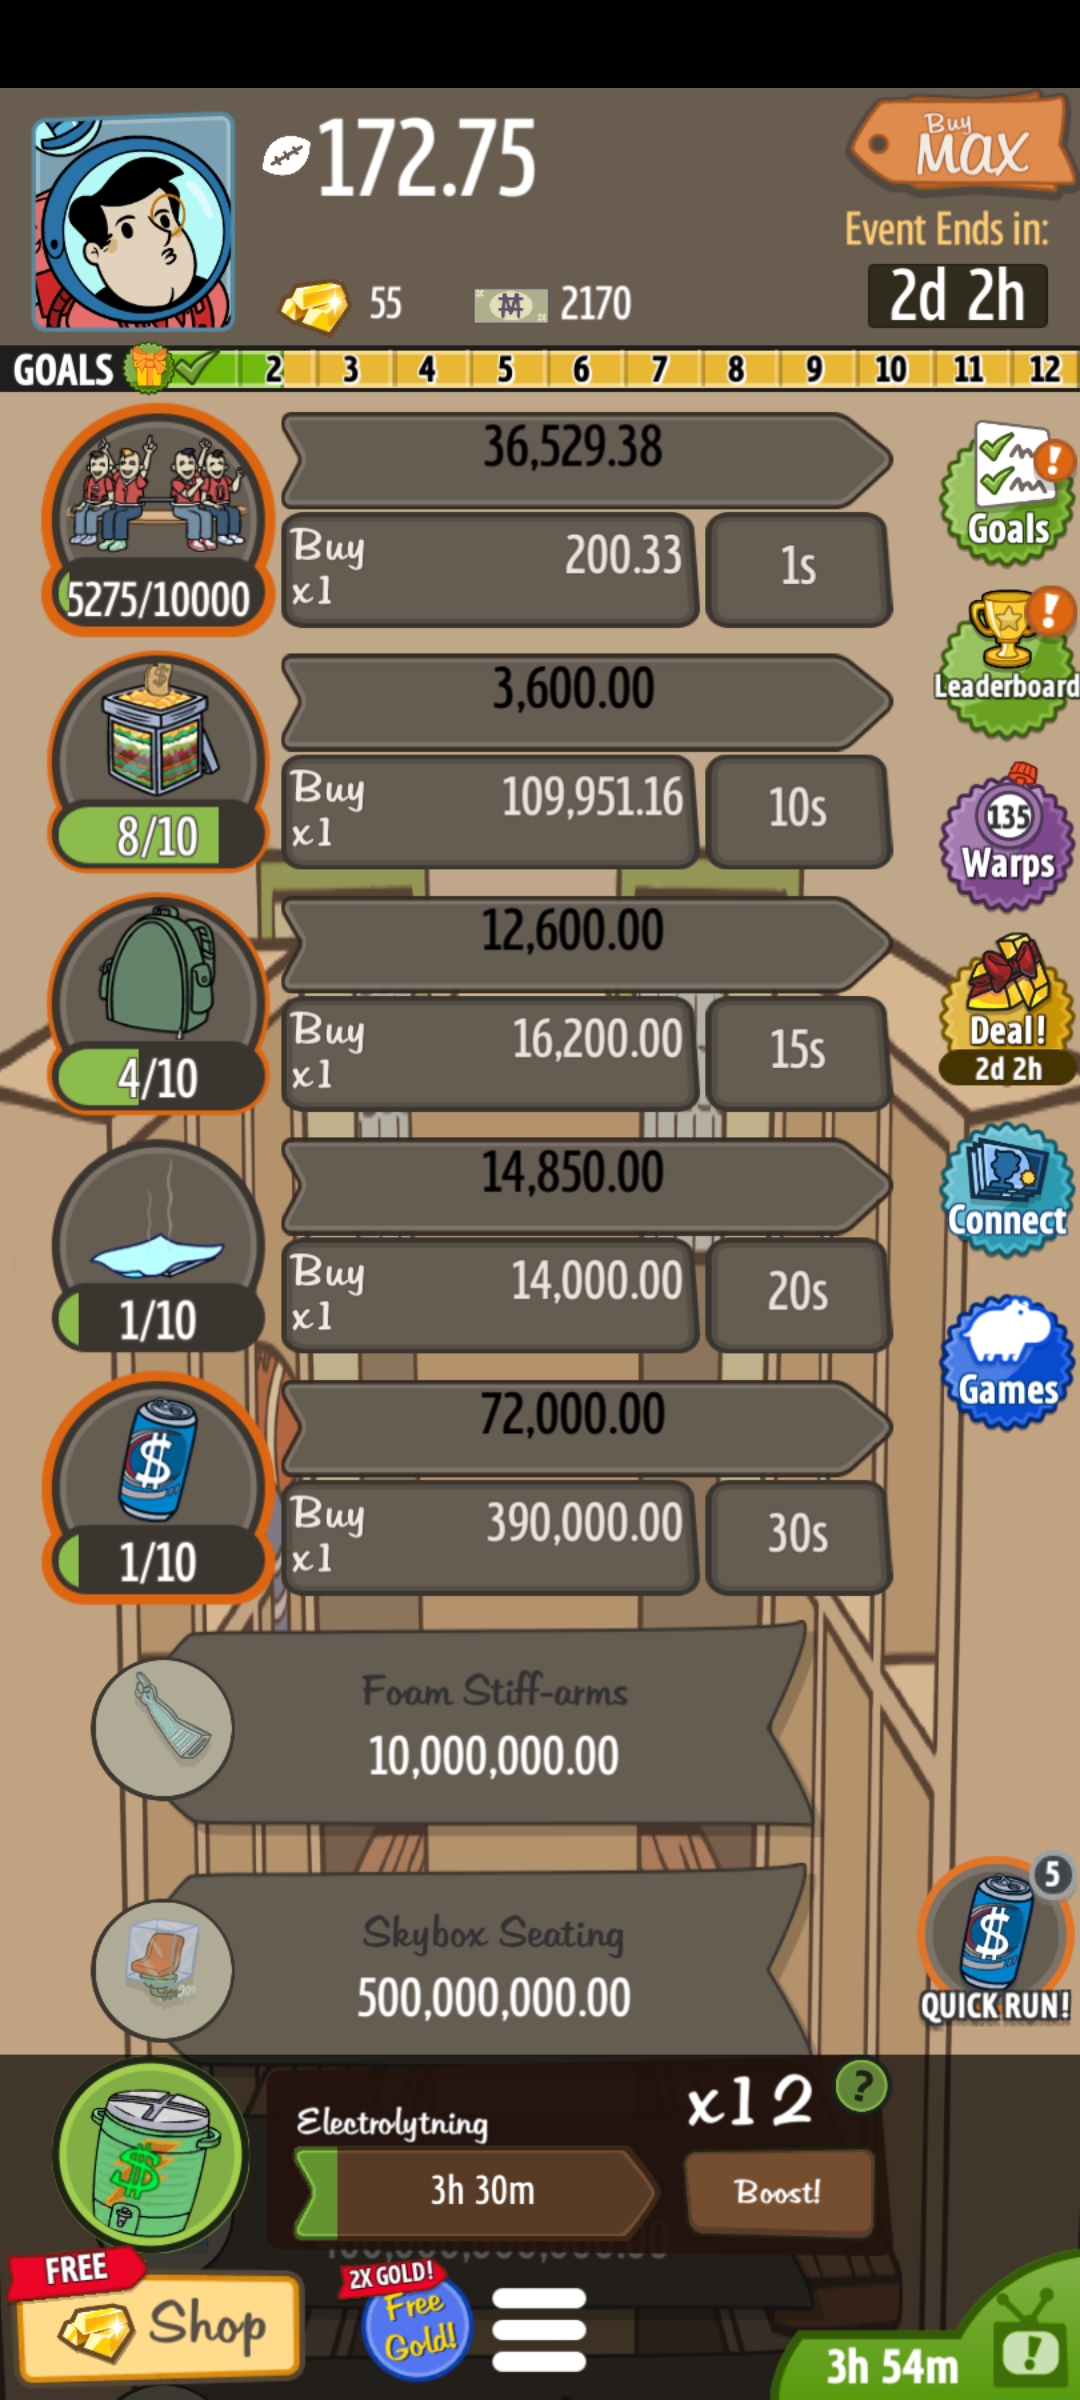 172.75
Buy
MAX
Event Ends in:
2d 2h
55
2170
GOALS 2 3 4 5 6 7 8 9 10 11 12
36,529.38
5275/10000
Buy
x1
200.33
1s
Goals
3,600.00
8/10
Buy
x1
109,951.16
10s
Leaderboard
12,600.00
4/10
Buy
x1
16,200.00
15s
135
Warps
14,850.00
1/10
Buy
x1
14,000.00
20s
Deal!
2d 2h
72,000.00
1/10
Buy
x1
390,000.00
30s
Connect
Games
Foam Stiff-arms
10,000,000.00
Skybox Seating
500,000,000.00
5
QUICK RUN!
Electrolytning
3h 30m
x12
?
Boost!
FREE
Shop
2X GOLD!
Free
Gold!
3h 54m